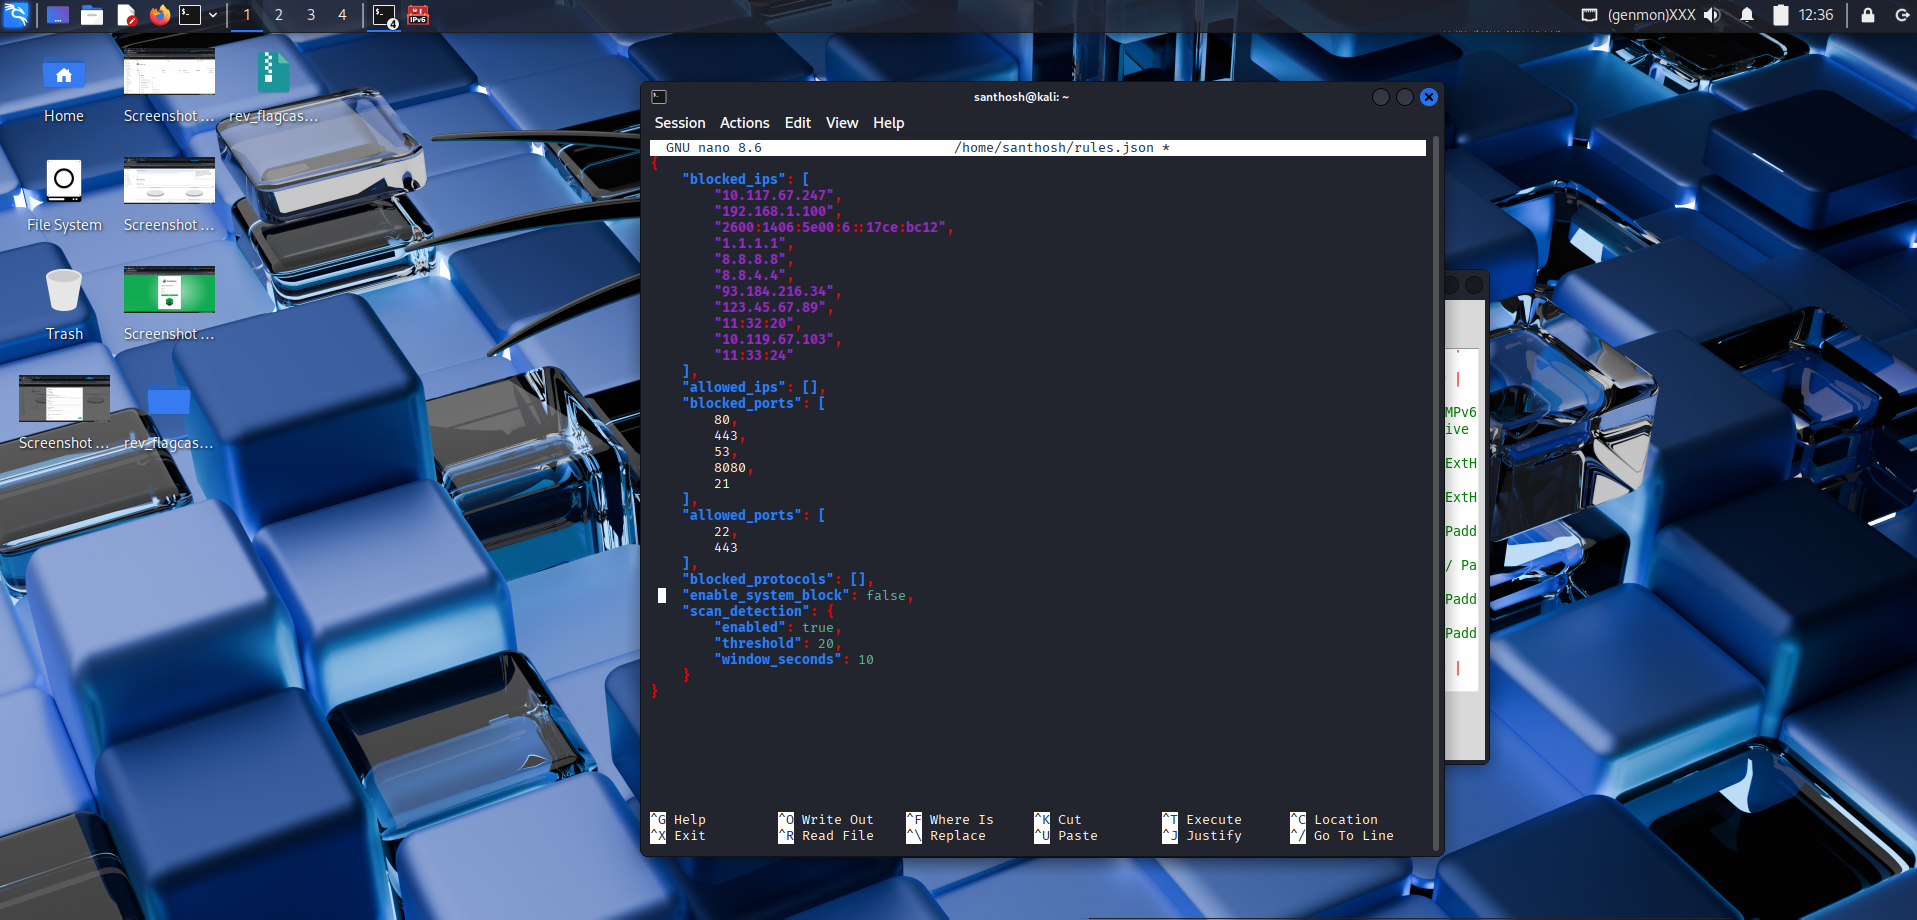 1 2 3 4
4
IPv6
(genmon)XXX
12:36
Home
Screenshot ...
rev_flagcas...
File System
Screenshot ...
Trash
Screenshot ...
Screenshot ...
rev_flagcas...
santhosh@kali: ~
Session Actions Edit View Help
GNU nano 8.6 /home/santhosh/rules.json *
{
"blocked_ips": [
"10.117.67.247",
"192.168.1.100",
"2600:1406:5e00:6::17ce:bc12",
"1.1.1.1",
"8.8.8.8",
"8.8.4.4",
"93.184.216.34",
"123.45.67.89",
"11:32:20",
"10.119.67.103",
"11:33:24"
],
"allowed_ips": [],
"blocked_ports": [
80,
443,
53,
8080,
21
],
"allowed_ports": [
22,
443
],
"blocked_protocols": [],
"enable_system_block": false,
"scan_detection": {
"enabled": true,
"threshold": 20,
"window_seconds": 10
}
}
^G Help ^O Write Out ^F Where Is ^K Cut ^T Execute ^C Location
^X Exit ^R Read File ^\ Replace ^U Paste ^J Justify ^/ Go To Line
|
MPv6
ive
ExtH
ExtH
Padd
/ Pa
Padd
Padd
|